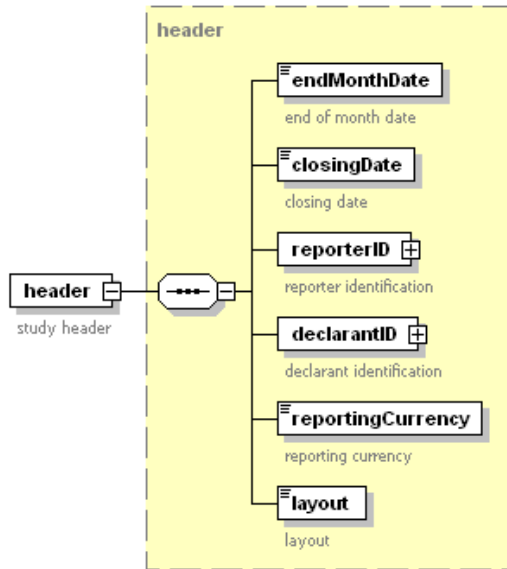 header
endMonthDate
end of month date
closingDate
closing date
reporterID
reporter identification
header
study header
declarantID
declarant identification
reportingCurrency
reporting currency
layout
layout